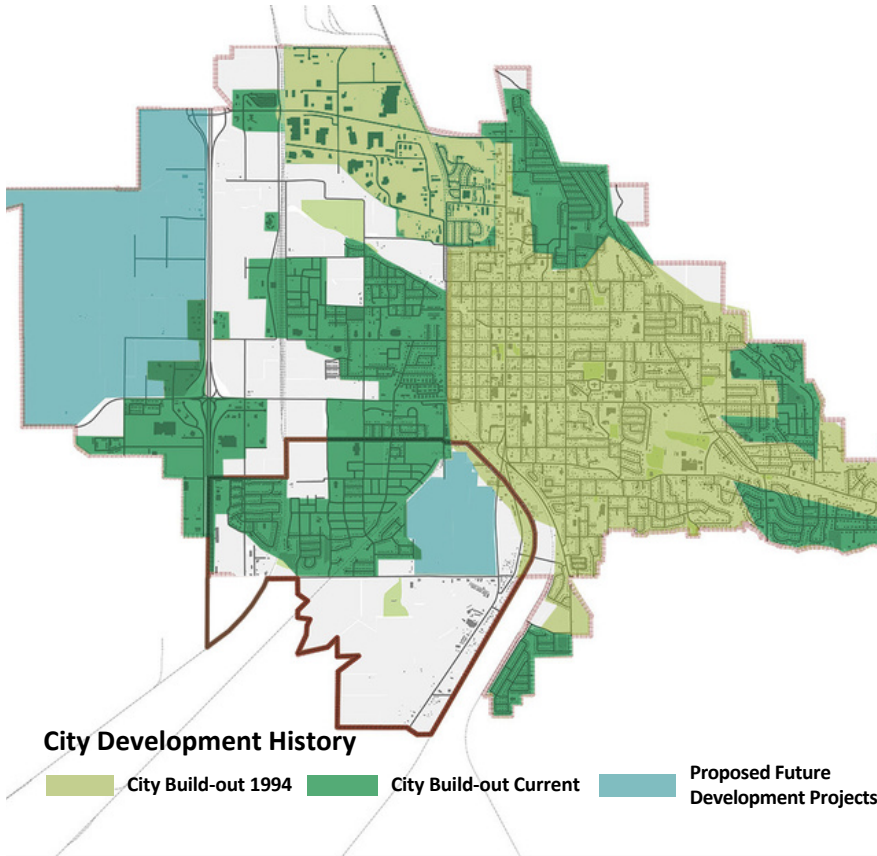 City Development History
City Build-out 1994
City Build-out Current
Proposed Future
Development Projects